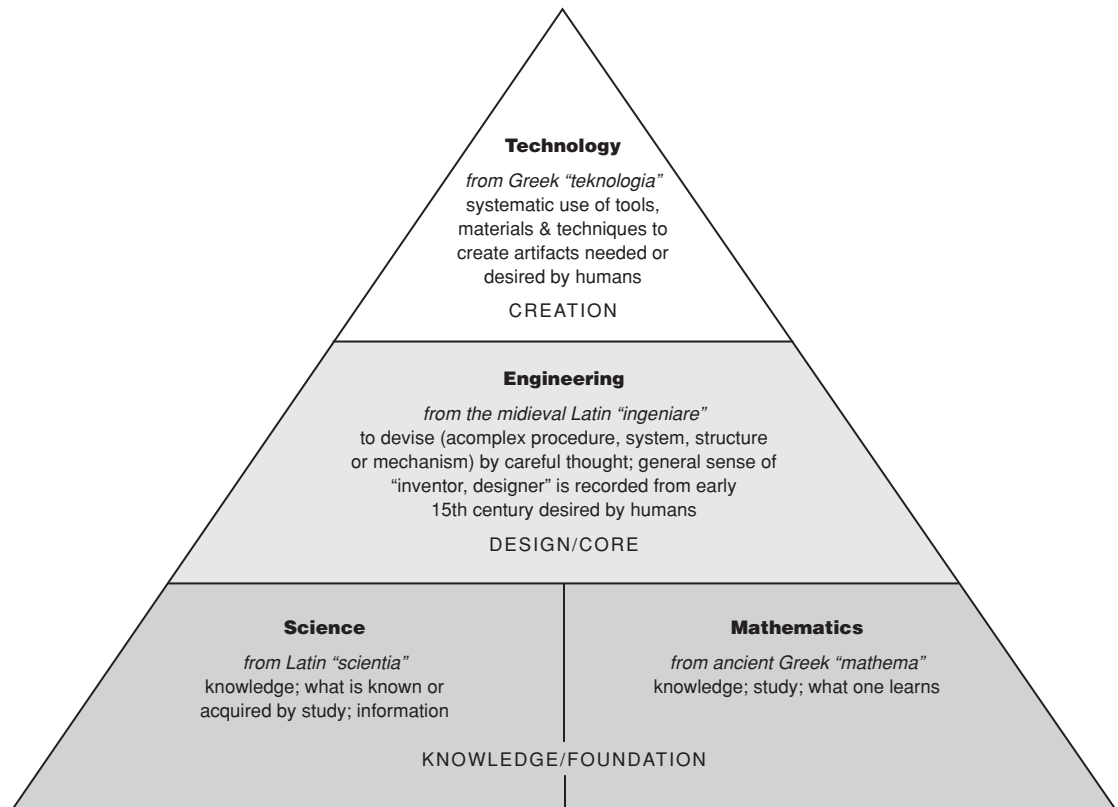 Technology
from Greek “teknologia”
systematic use of tools,
materials & techniques to
create artifacts needed or
desired by humans
CREATION
Engineering
from the midieval Latin “ingeniare”
to devise (acomplex procedure, system, structure
or mechanism) by careful thought; general sense of
“inventor, designer” is recorded from early
15th century desired by humans
DESIGN/CORE
Science
from Latin “scientia”
knowledge; what is known or
acquired by study; information
Mathematics
from ancient Greek “mathema”
knowledge; study; what one learns
KNOWLEDGE/FOUNDATION